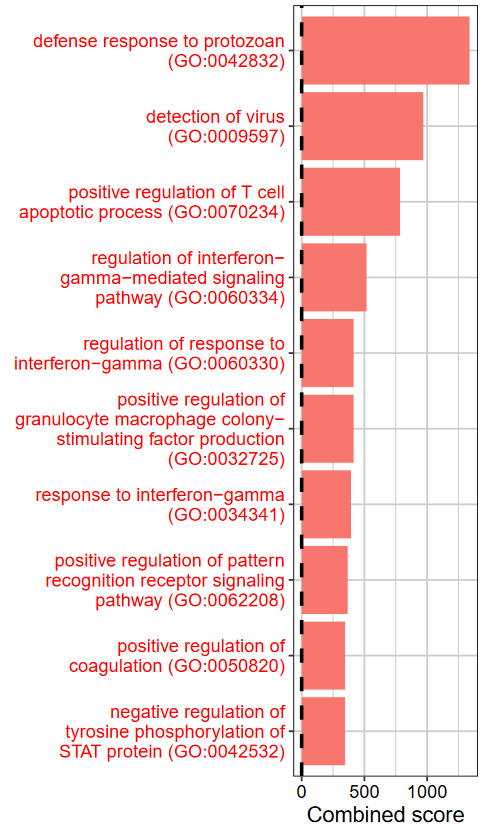 defense response to protozoan
(GO:0042832)
detection of virus
(GO:0009597)
positive regulation of T cell
apoptotic process (GO:0070234)
regulation of interferon−
gamma−mediated signaling
pathway (GO:0060334)
regulation of response to
interferon−gamma (GO:0060330)
positive regulation of
granulocyte macrophage colony−
stimulating factor production
(GO:0032725)
response to interferon−gamma
(GO:0034341)
positive regulation of pattern
recognition receptor signaling
pathway (GO:0062208)
positive regulation of
coagulation (GO:0050820)
negative regulation of
tyrosine phosphorylation of
STAT protein (GO:0042532)
0 500 1000
Combined score